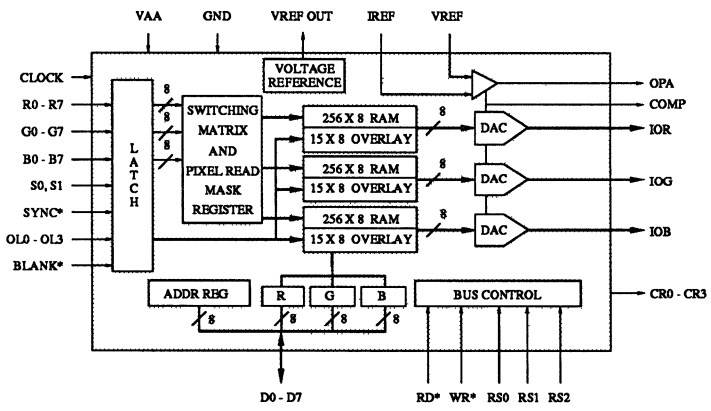 VAA GND VREF OUT IREF VREF
VOLTAGE
REFERENCE
CLOCK
R0 - R7
G0 - G7
B0 - B7
S0, S1
SYNC*
OL0 - OL3
BLANK*
L
A
T
C
H
8
8
8
SWITCHING
MATRIX
AND
PIXEL READ
MASK
REGISTER
256 X 8 RAM
15 X 8 OVERLAY
256 X 8 RAM
15 X 8 OVERLAY
256 X 8 RAM
15 X 8 OVERLAY
8
8
8
DAC
DAC
DAC
OPA
COMP
IOR
IOG
IOB
ADDR REG
R G B
BUS CONTROL
CR0 - CR3
8 8 8 8
D0 - D7
RD* WR* RS0 RS1 RS2